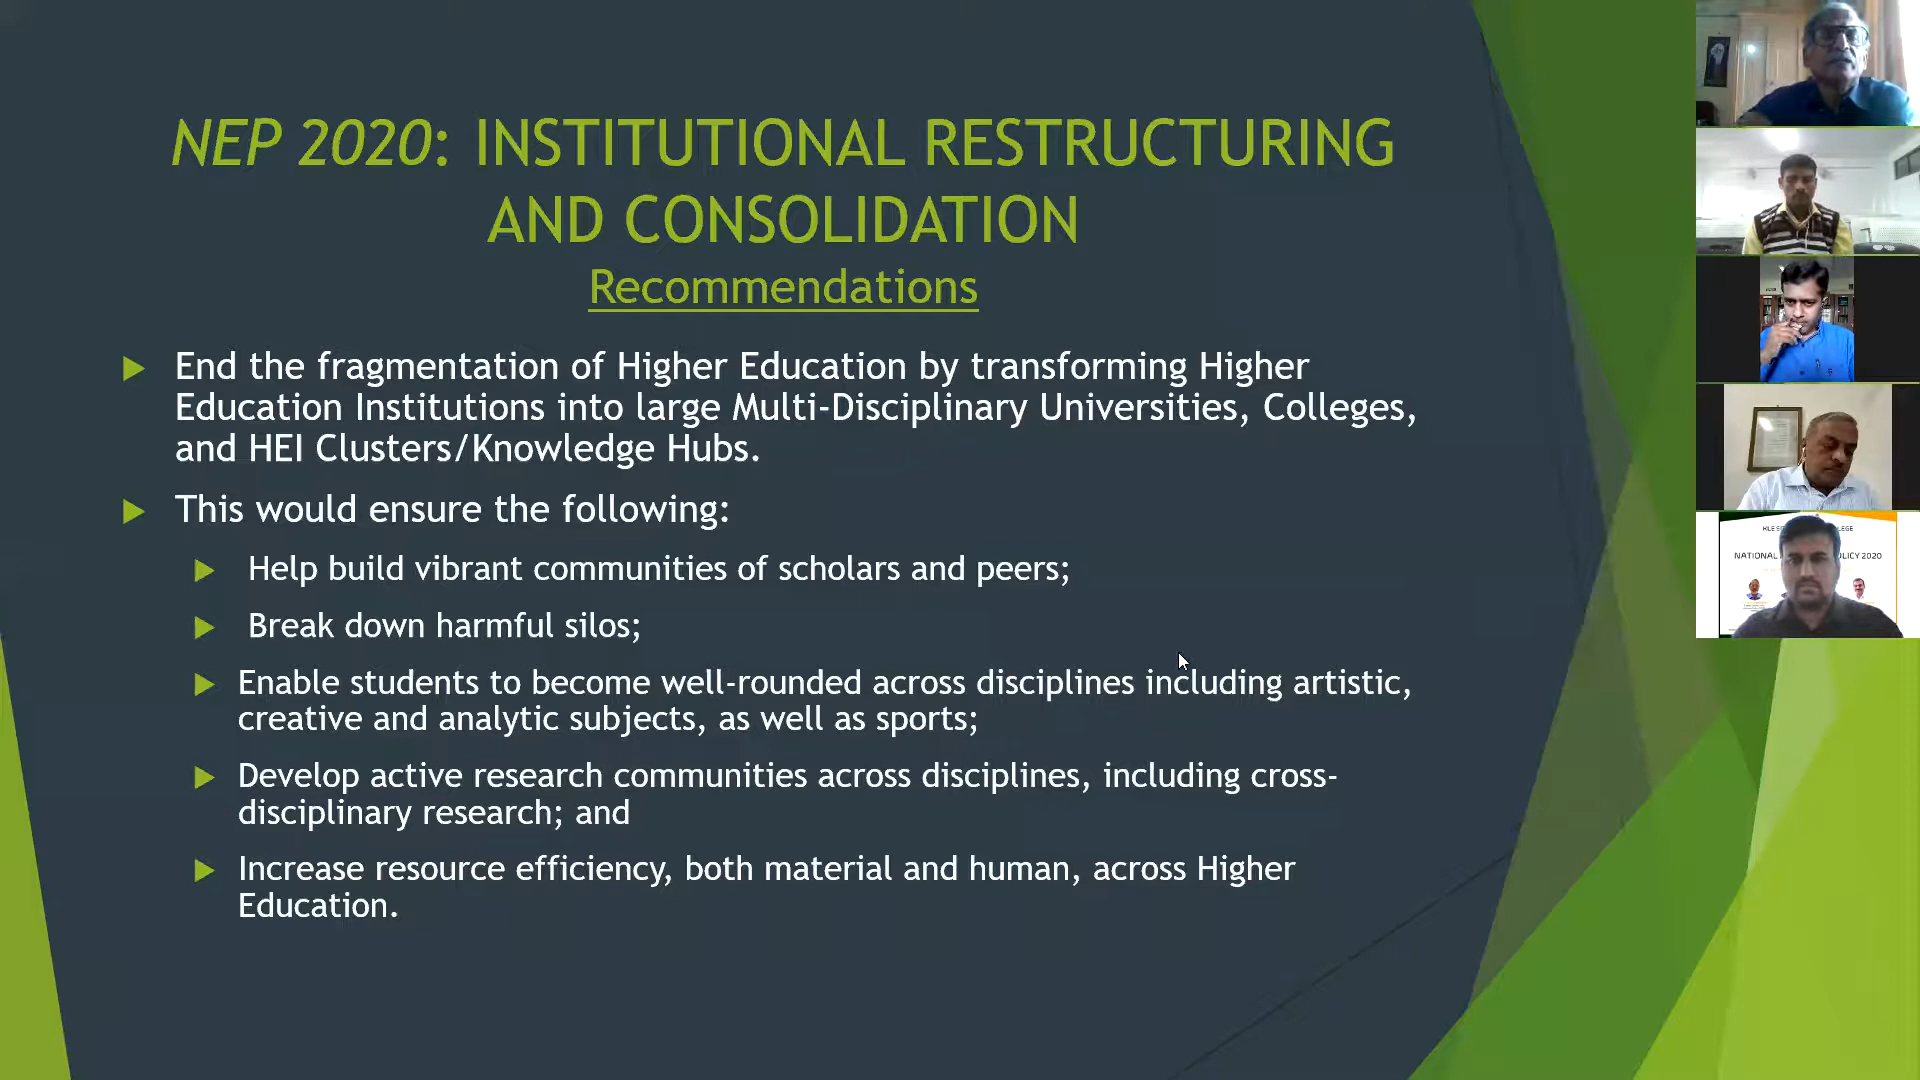 NEP 2020: INSTITUTIONAL RESTRUCTURING
AND CONSOLIDATION
Recommendations
End the fragmentation of Higher Education by transforming Higher
Education Institutions into large Multi-Disciplinary Universities, Colleges,
and HEI Clusters/Knowledge Hubs.
This would ensure the following:
Help build vibrant communities of scholars and peers;
Break down harmful silos;
Enable students to become well-rounded across disciplines including artistic,
creative and analytic subjects, as well as sports;
Develop active research communities across disciplines, including cross-
disciplinary research; and
Increase resource efficiency, both material and human, across Higher
Education.
KLE
NATIONAL 2020